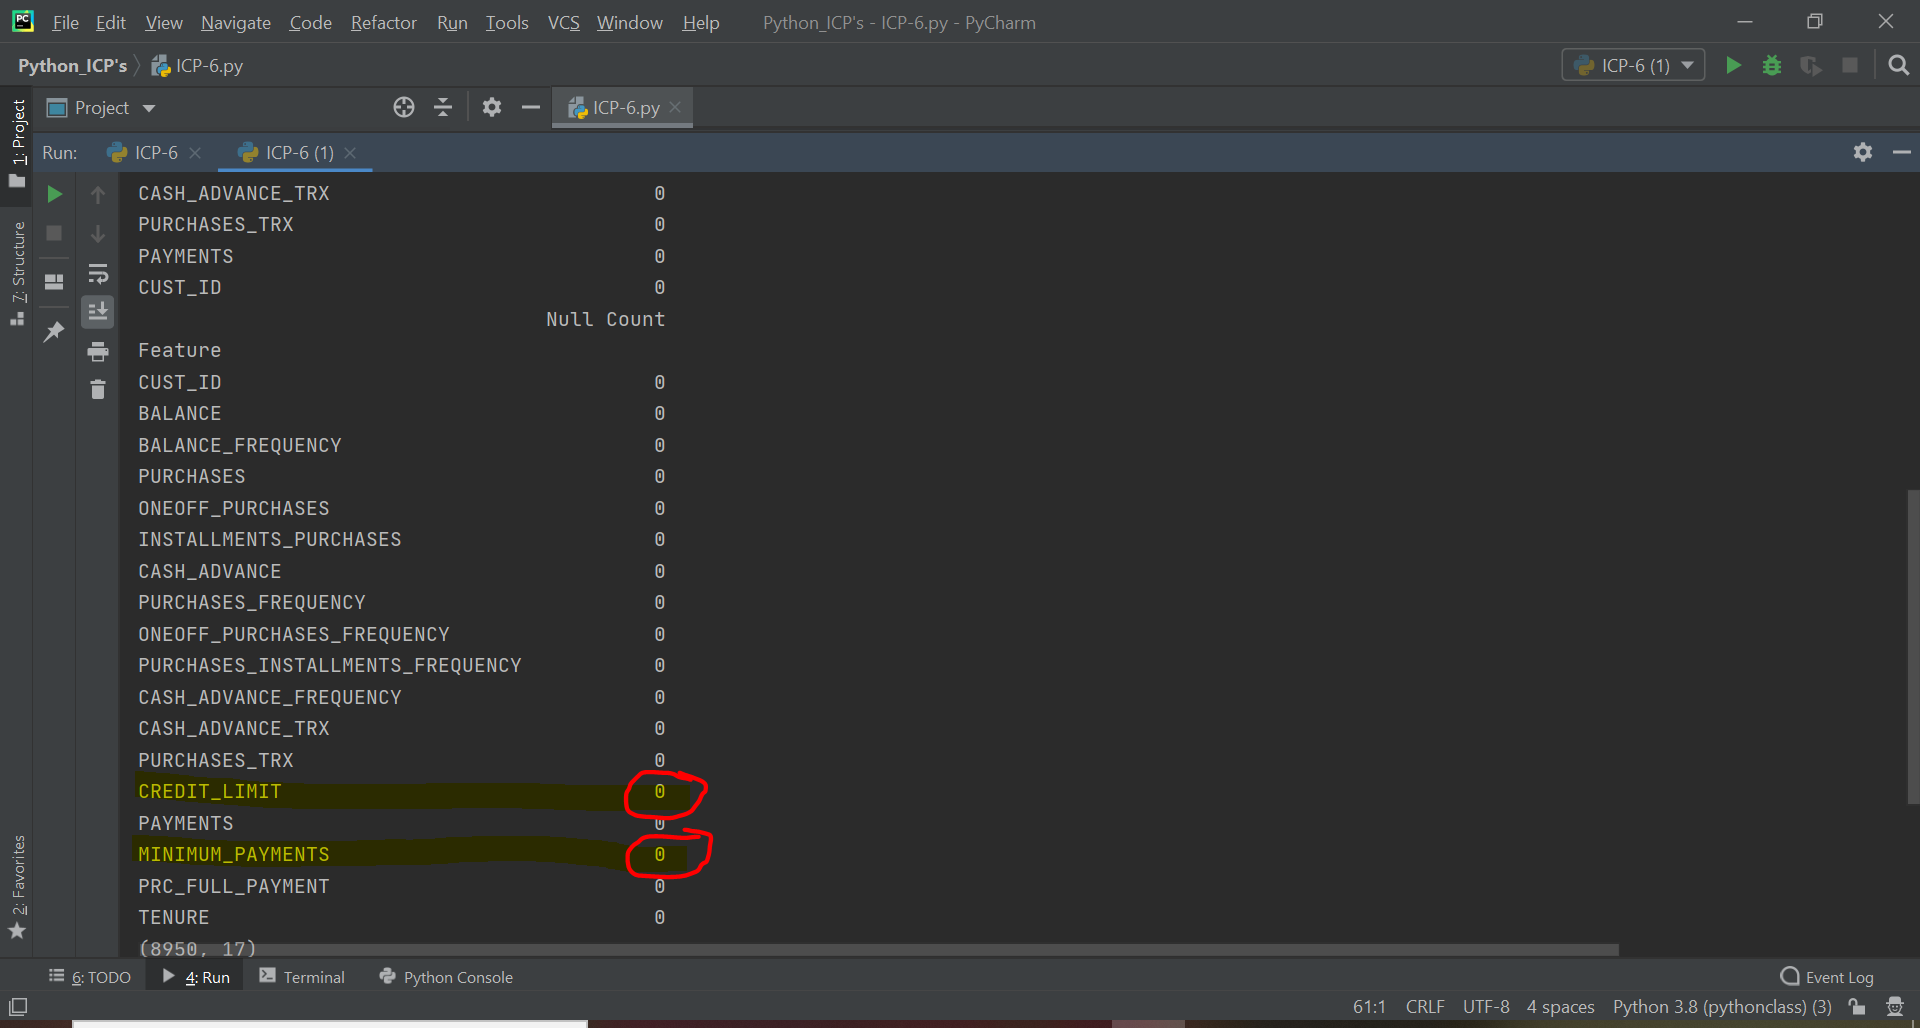 PC File Edit View Navigate Code Refactor Run Tools VCS Window Help Python_ICP's - ICP-6.py - PyCharm
Python_ICP's ICP-6.py ICP-6 (1)
1: Project Project ICP-6.py
Run: ICP-6 ICP-6 (1)
7: Structure
2: Favorites
CASH_ADVANCE_TRX 0
PURCHASES_TRX 0
PAYMENTS 0
CUST_ID 0
Null Count
Feature
CUST_ID 0
BALANCE 0
BALANCE_FREQUENCY 0
PURCHASES 0
ONEOFF_PURCHASES 0
INSTALLMENTS_PURCHASES 0
CASH_ADVANCE 0
PURCHASES_FREQUENCY 0
ONEOFF_PURCHASES_FREQUENCY 0
PURCHASES_INSTALLMENTS_FREQUENCY 0
CASH_ADVANCE_FREQUENCY 0
CASH_ADVANCE_TRX 0
PURCHASES_TRX 0
CREDIT_LIMIT 0
PAYMENTS 0
MINIMUM_PAYMENTS 0
PRC_FULL_PAYMENT 0
TENURE 0
(8950, 17)
6: TODO 4: Run Terminal Python Console Event Log
61:1 CRLF UTF-8 4 spaces Python 3.8 (pythonclass) (3)